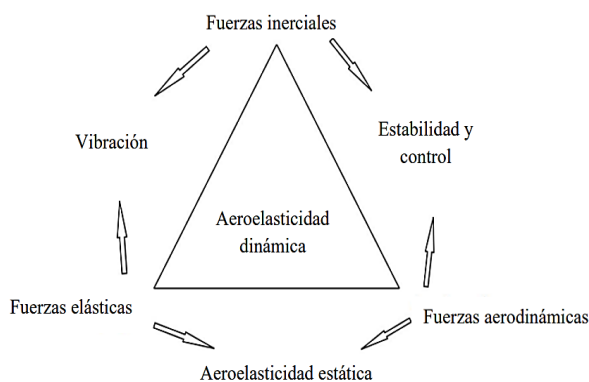 Fuerzas inerciales
Vibración
Estabilidad y
control
Aeroelasticidad
dinámica
Fuerzas elásticas
Fuerzas aerodinámicas
Aeroelasticidad estática